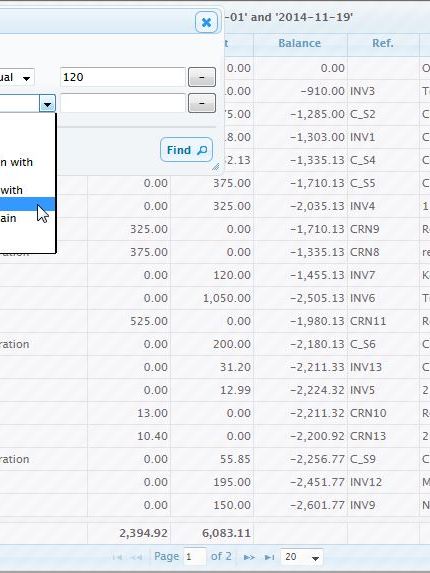 -01' and '2014-11-19'
t Balance Ref.
ual 120 0.00 0.00 O
0.00 -910.00 INV3 T
75.00 -1,285.00 C_S2 C
8.00 -1,303.00 INV1 C
n with 32.13 -1,335.13 C_S4 C
Find
with 0.00 375.00 -1,710.13 C_S5 C
0.00 325.00 -2,035.13 INV4 1
ain 325.00 0.00 -1,710.13 CRN9 R
375.00 0.00 -1,335.13 CRN8 re
0.00 120.00 -1,455.13 INV7 K
0.00 1,050.00 -2,505.13 INV6 T
525.00 0.00 -1,980.13 CRN11 R
ration 0.00 200.00 -2,180.13 C_S6 C
0.00 31.20 -2,211.33 INV13 C
0.00 12.99 -2,224.32 INV5 2
13.00 0.00 -2,211.32 CRN10 R
10.40 0.00 -2,200.92 CRN13 2
ration 0.00 55.85 -2,256.77 C_S9 C
0.00 195.00 -2,451.77 INV12 M
0.00 150.00 -2,601.77 INV9 N
2,394.92 6,083.11
Page 1 of 2 20